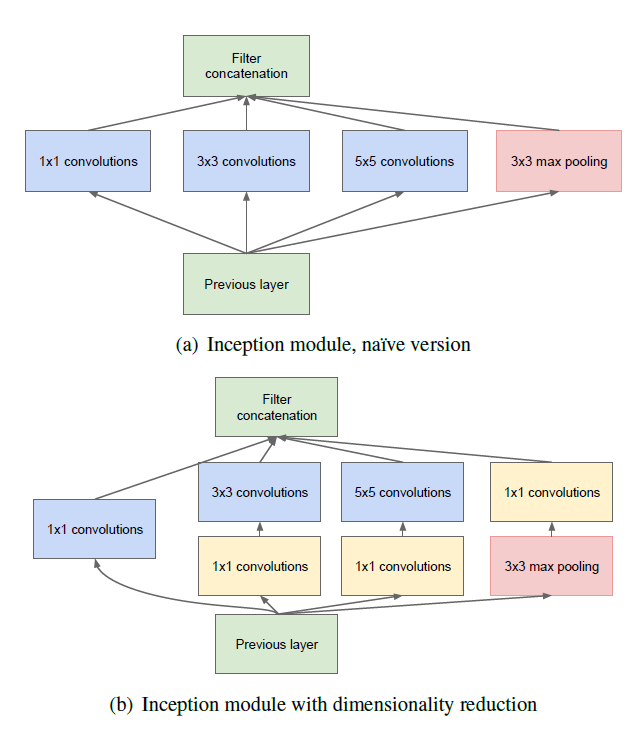 Filter
concatenation
1x1 convolutions
3x3 convolutions
5x5 convolutions
3x3 max pooling
Previous layer
(a) Inception module, naïve version
Filter
concatenation
3x3 convolutions
5x5 convolutions
1x1 convolutions
1x1 convolutions
1x1 convolutions
1x1 convolutions
3x3 max pooling
Previous layer
(b) Inception module with dimensionality reduction